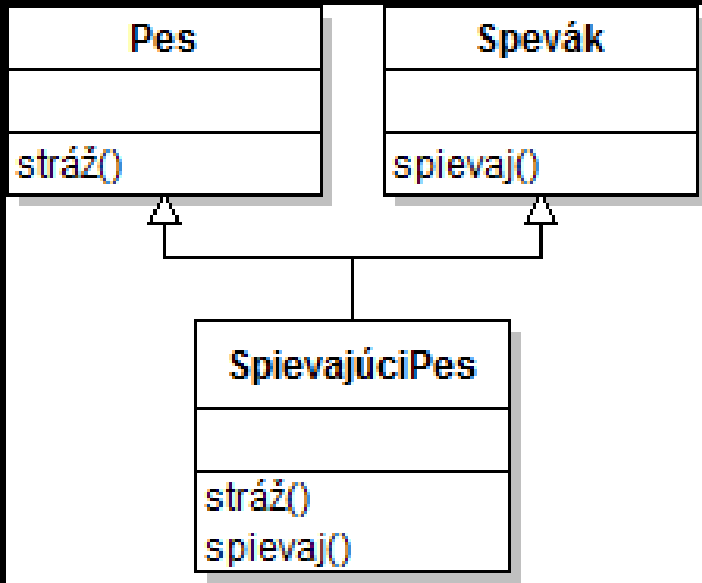 Pes
stráž()
Spevák
spievaj()
SpievajúciPes
stráž()
spievaj()